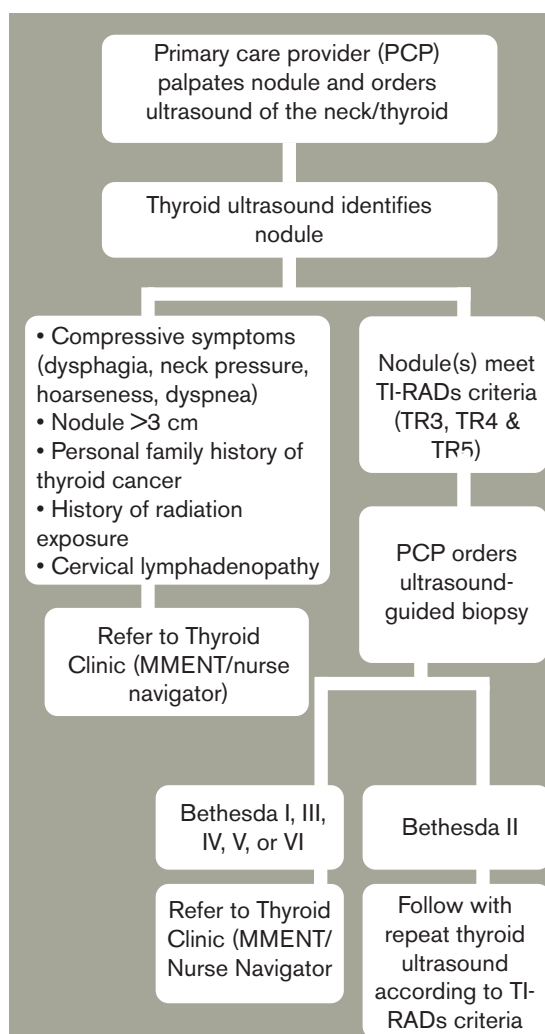 Primary care provider (PCP)
palpates nodule and orders
ultrasound of the neck/thyroid
Thyroid ultrasound identifies
nodule
• Compressive symptoms
(dysphagia, neck pressure,
hoarseness, dyspnea)
• Nodule >3 cm
• Personal family history of
thyroid cancer
• History of radiation
exposure
• Cervical lymphadenopathy
Refer to Thyroid
Clinic (MMENT/nurse
navigator)
Nodule(s) meet
TI-RADs criteria
(TR3, TR4 &
TR5)
PCP orders
ultrasound-
guided biopsy
Bethesda I, III,
IV, V, or VI
Refer to Thyroid
Clinic (MMENT/
Nurse Navigator
Bethesda II
Follow with
repeat thyroid
ultrasound
according to TI-
RADs criteria